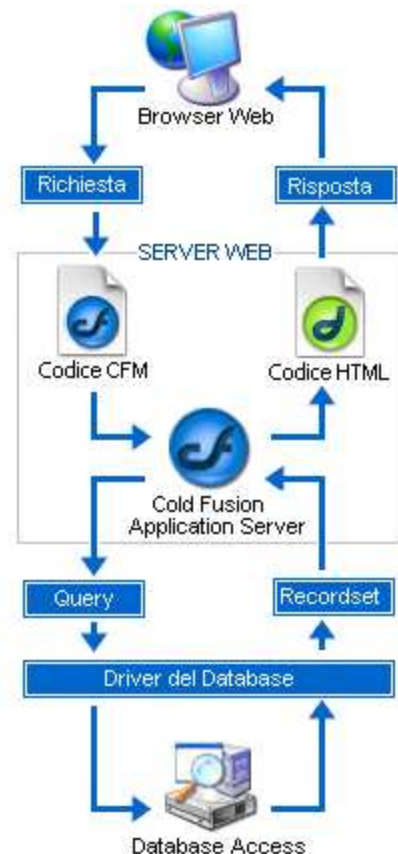 Browser Web
Richiesta
Risposta
SERVER WEB
Codice CFM
Codice HTML
Cold Fusion
Application Server
Query
Recordset
Driver del Database
Database Access